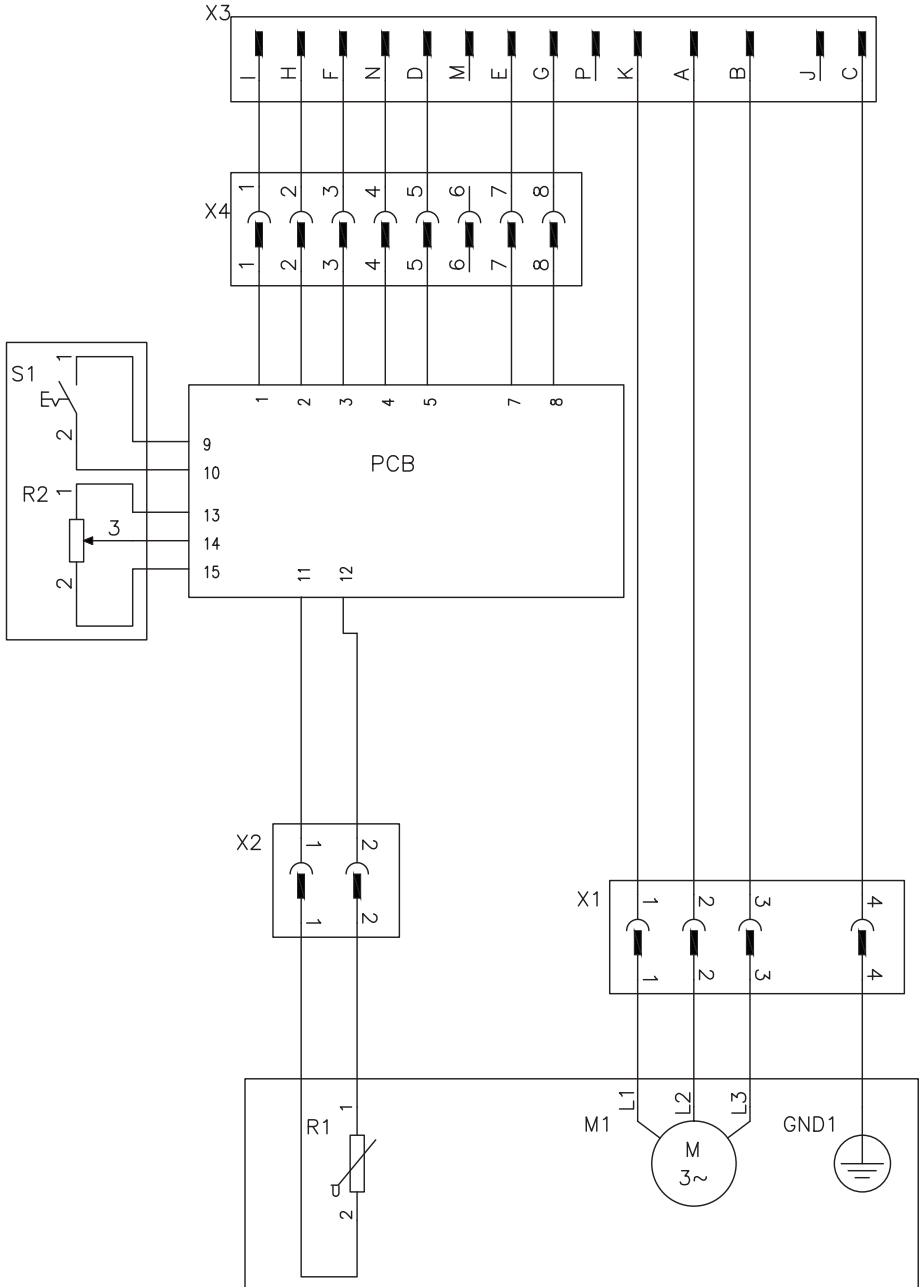 X3
I H F N D M E G P K A B J C
X4
1 2 3 4 5 6 7 8
1 2 3 4 5 6 7 8
S1
1
2
R2
1
3
2
1 2 3 4 5 7 8
9
10
13
14
15
PCB
11 12
X2
1 2
1 2
X1
1 2 3 4
1 2 3 4
R1
1
2
M1
L1 L2 L3
M
3~
GND1